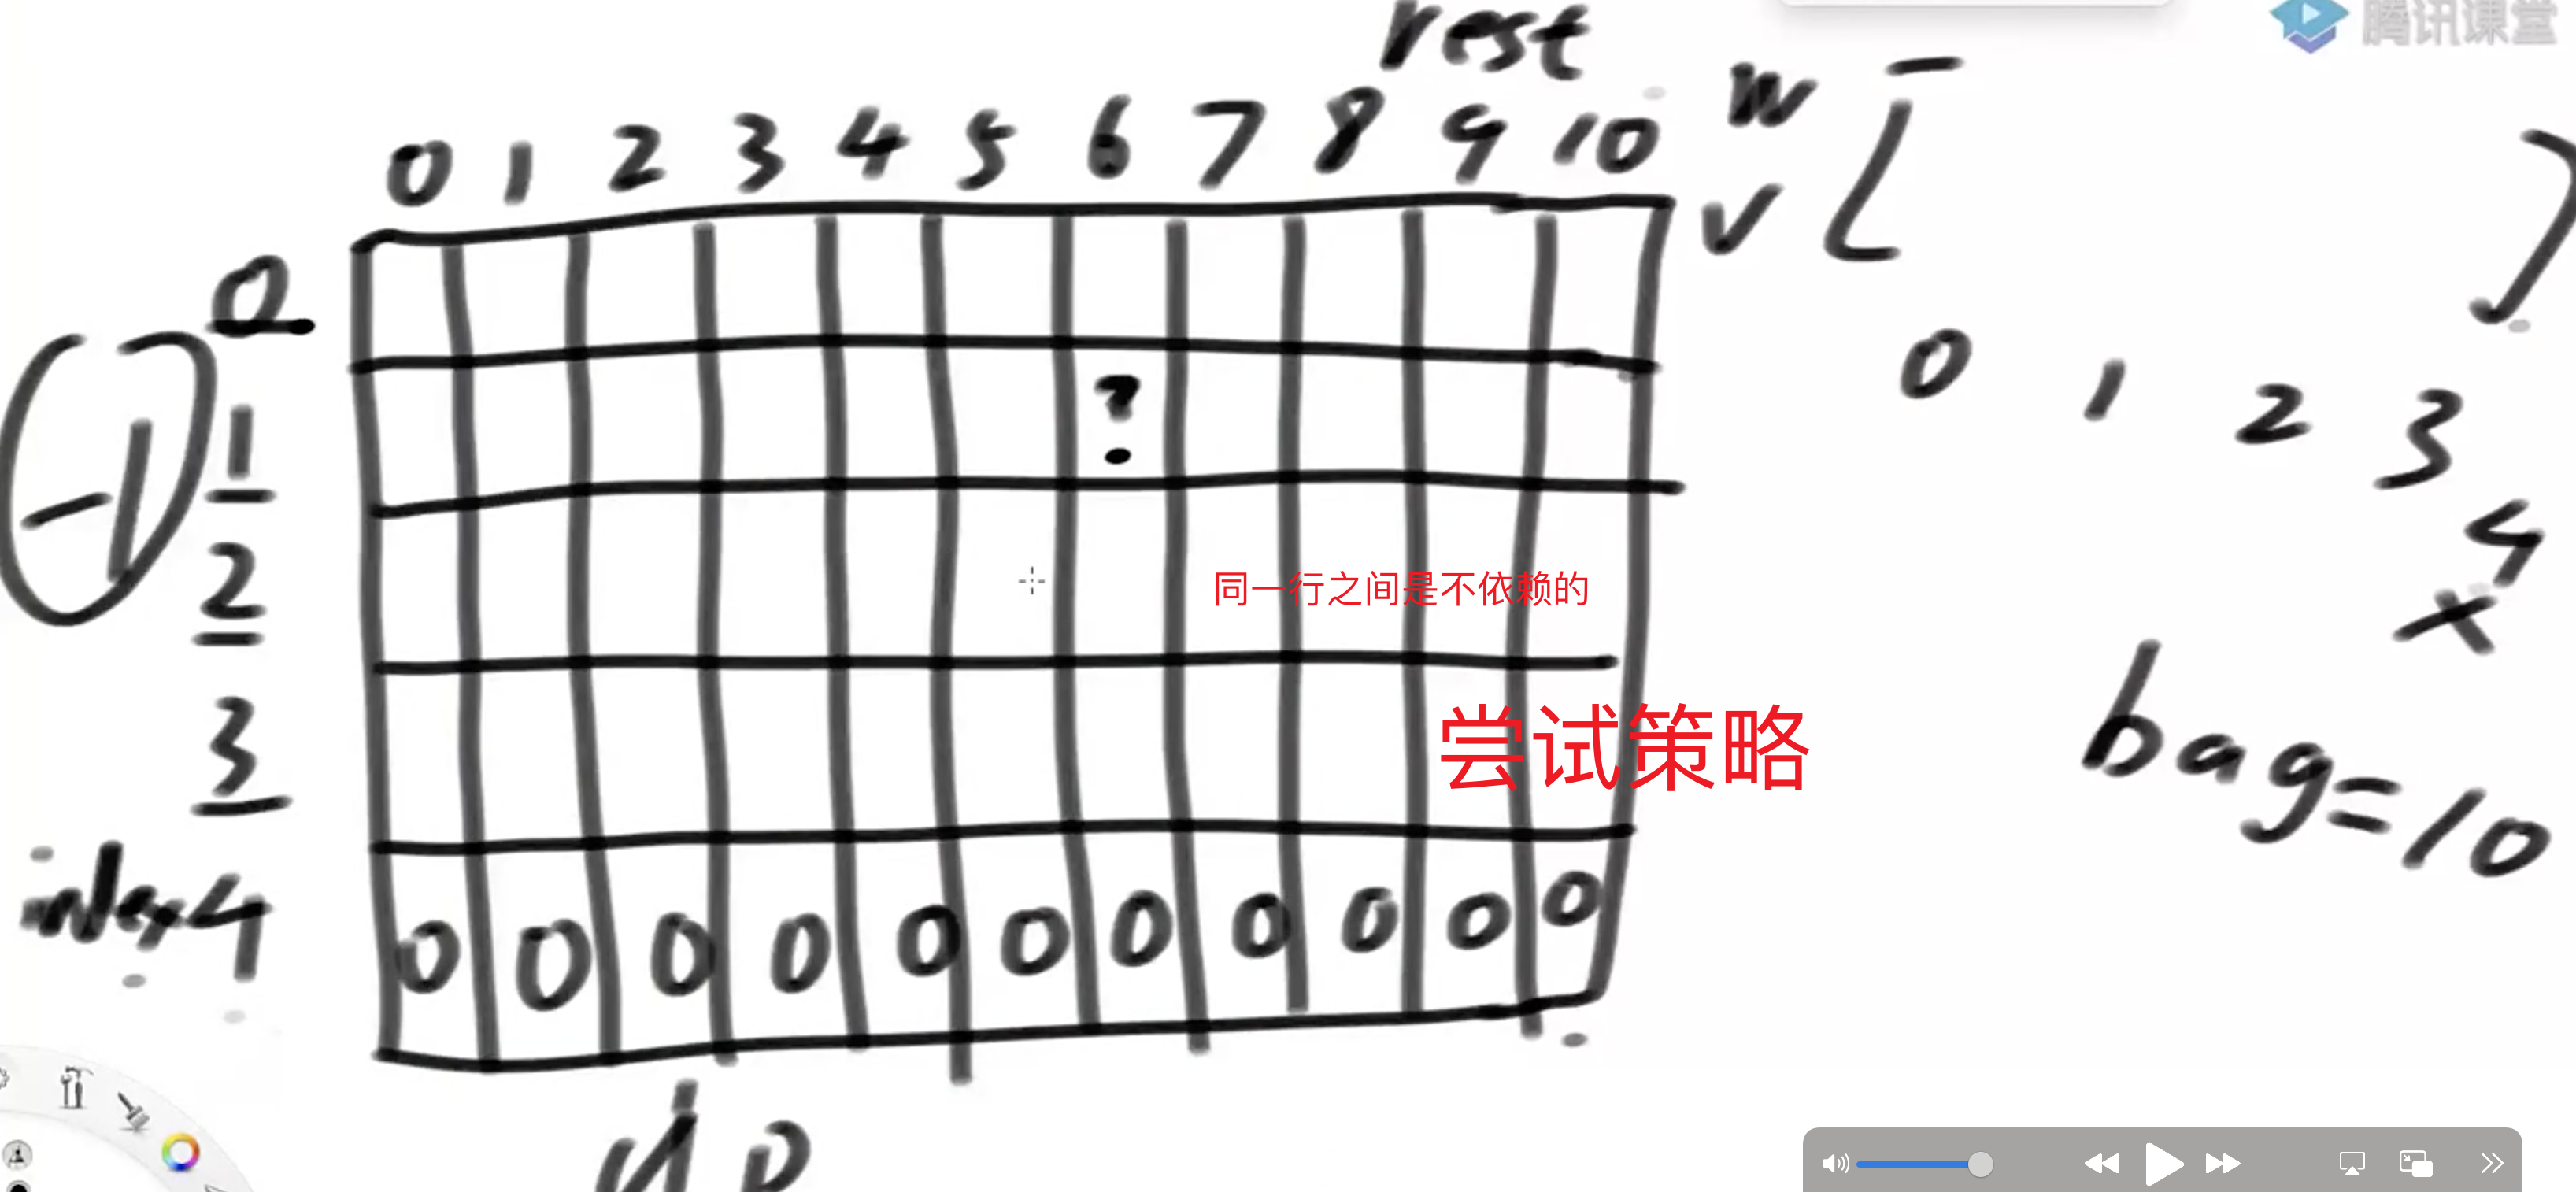 腾讯课堂
rest
w
v [ ]
0 1 2 3 4 5 6 7 8 9 10
0
(-1)
1
2
3
index 4
?
0 1 2 3 4
x
同一行之间是不依赖的
尝试策略
bag=10
0 0 0 0 0 0 0 0 0 0 0
dp